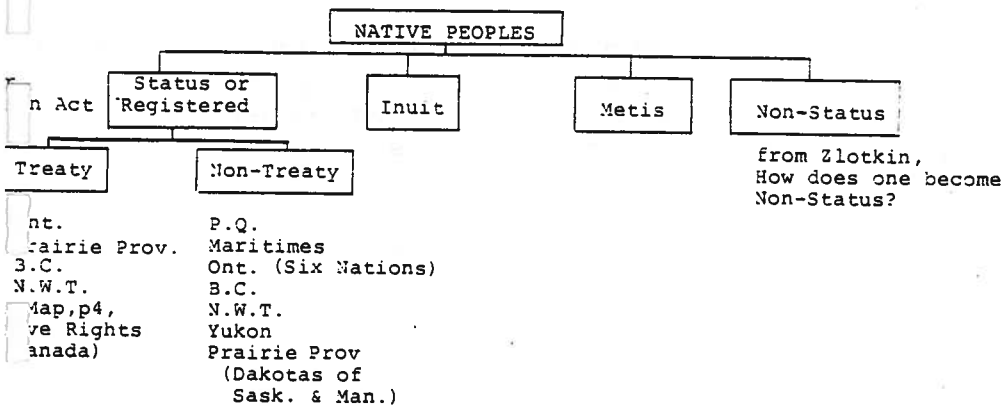 NATIVE PEOPLES
Status or
Registered
n Act
Inuit
Metis
Non-Status
Treaty
Non-Treaty
from Zlotkin,
How does one become
Non-Status?
nt.
rairie Prov.
B.C.
N.W.T.
Map,p4,
ve Rights
anada)
P.Q.
Maritimes
Ont. (Six Nations)
B.C.
N.W.T.
Yukon
Prairie Prov
(Dakotas of
Sask. & Man.)